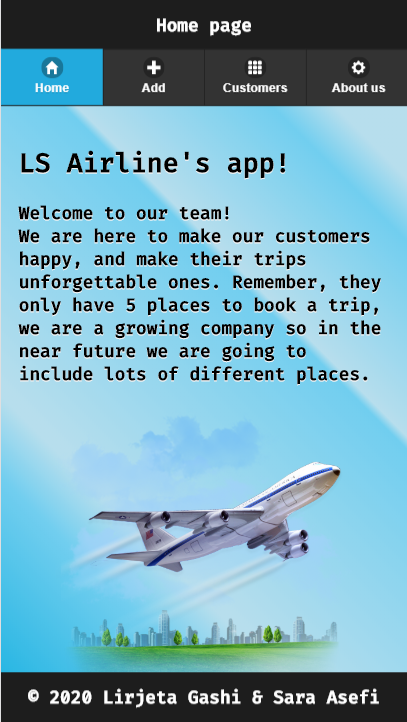 Home page
Home
Add
Customers
About us
LS Airline's app!
Welcome to our team!
We are here to make our customers
happy, and make their trips
unforgettable ones. Remember, they
only have 5 places to book a trip,
we are a growing company so in the
near future we are going to
include lots of different places.
© 2020 Lirjeta Gashi & Sara Asefi